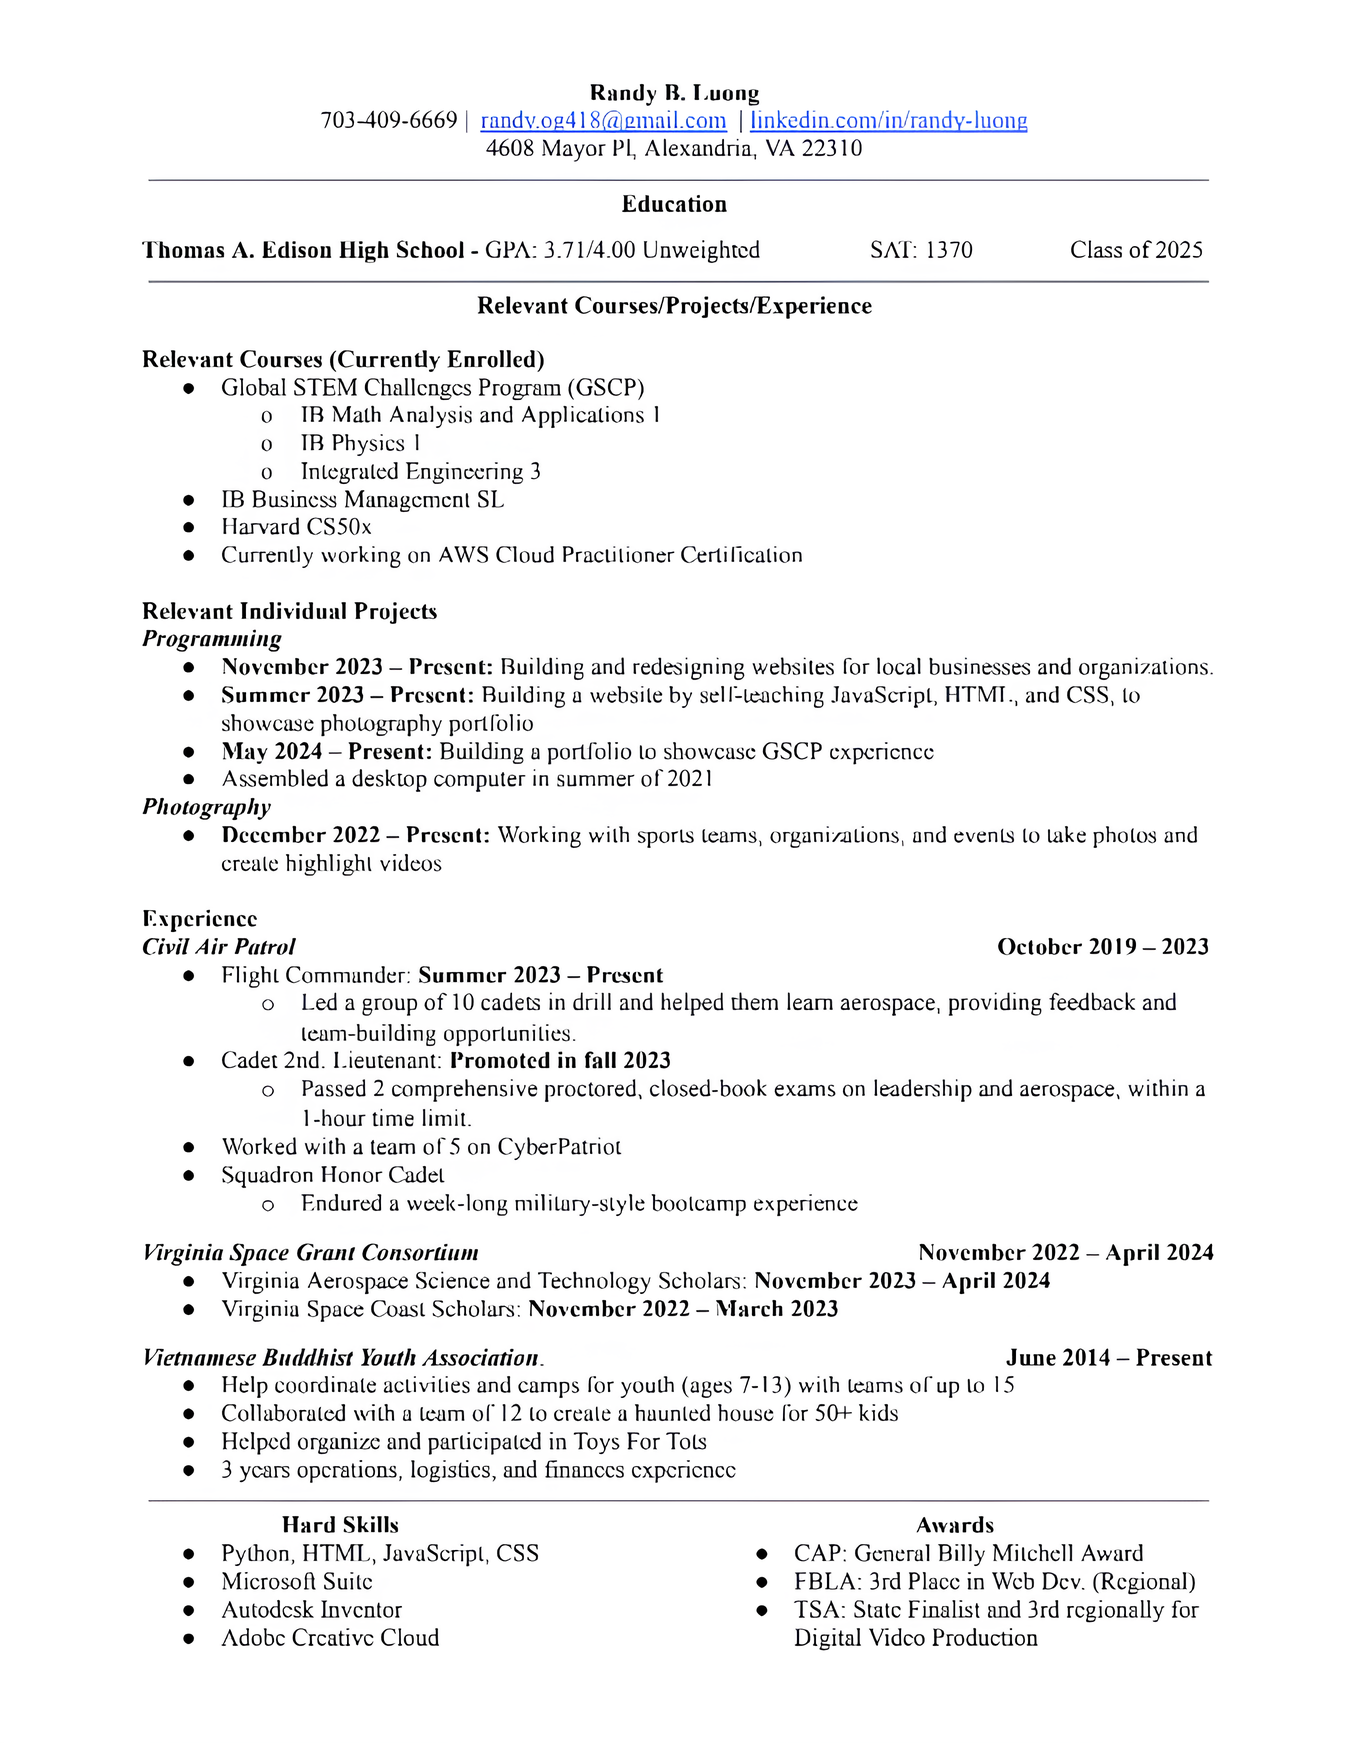 Randy B. Luong
703-409-6669 | randy.og418@gmail.com | linkedin.com/in/randy-luong
4608 Mayor Pl, Alexandria, VA 22310
Education
Thomas A. Edison High School - GPA: 3.71/4.00 Unweighted SAT: 1370 Class of 2025
Relevant Courses/Projects/Experience
Relevant Courses (Currently Enrolled)
● Global STEM Challenges Program (GSCP)
o IB Math Analysis and Applications 1
o IB Physics 1
o Integrated Engineering 3
● IB Business Management SL
● Harvard CS50x
● Currently working on AWS Cloud Practitioner Certification
Relevant Individual Projects
Programming
● November 2023 – Present: Building and redesigning websites for local businesses and organizations.
● Summer 2023 – Present: Building a website by self-teaching JavaScript, HTML, and CSS, to
showcase photography portfolio
● May 2024 – Present: Building a portfolio to showcase GSCP experience
● Assembled a desktop computer in summer of 2021
Photography
● December 2022 – Present: Working with sports teams, organizations, and events to take photos and
create highlight videos
Experience
Civil Air Patrol October 2019 – 2023
● Flight Commander: Summer 2023 – Present
o Led a group of 10 cadets in drill and helped them learn aerospace, providing feedback and
team-building opportunities.
● Cadet 2nd. Lieutenant: Promoted in fall 2023
o Passed 2 comprehensive proctored, closed-book exams on leadership and aerospace, within a
1-hour time limit.
● Worked with a team of 5 on CyberPatriot
● Squadron Honor Cadet
o Endured a week-long military-style bootcamp experience
Virginia Space Grant Consortium November 2022 – April 2024
● Virginia Aerospace Science and Technology Scholars: November 2023 – April 2024
● Virginia Space Coast Scholars: November 2022 – March 2023
Vietnamese Buddhist Youth Association. June 2014 – Present
● Help coordinate activities and camps for youth (ages 7-13) with teams of up to 15
● Collaborated with a team of 12 to create a haunted house for 50+ kids
● Helped organize and participated in Toys For Tots
● 3 years operations, logistics, and finances experience
Hard Skills
● Python, HTML, JavaScript, CSS
● Microsoft Suite
● Autodesk Inventor
● Adobe Creative Cloud
Awards
● CAP: General Billy Mitchell Award
● FBLA: 3rd Place in Web Dev. (Regional)
● TSA: State Finalist and 3rd regionally for
Digital Video Production